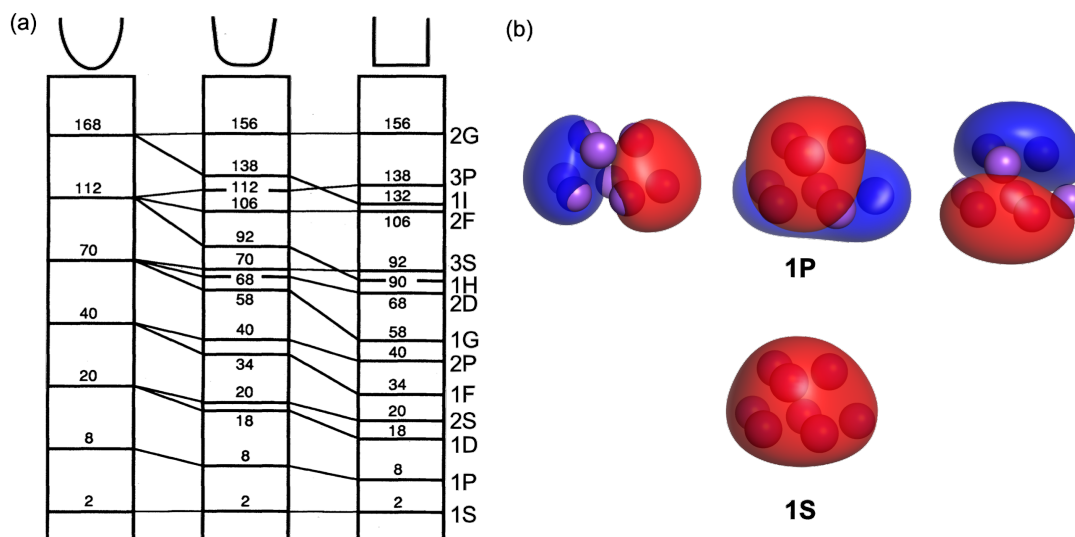 (a)
(b)
168 156 156 2G
138 138 3P
112 112 132 1I
106 106 2F
92 92 3S
70 70 90 1H
68 68 2D
58 58 1G
40 40 40 2P
34 34 1F
20 20 20 2S
18 18 1D
8 8 8 1P
2 2 2 1S
1P
1S